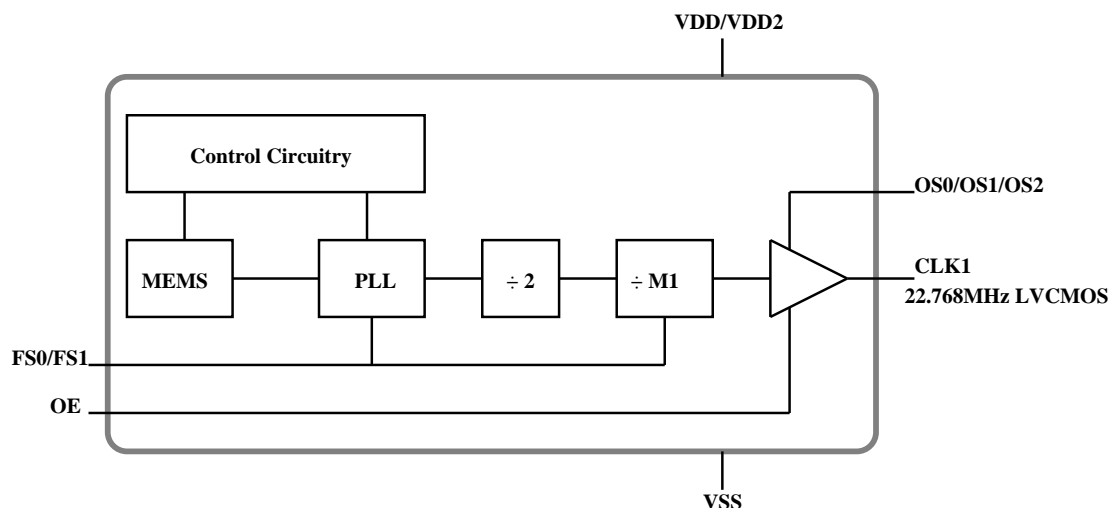 VDD/VDD2
Control Circuitry
OS0/OS1/OS2
MEMS
PLL
÷ 2
÷ M1
CLK1
22.768MHz LVCMOS
FS0/FS1
OE
VSS